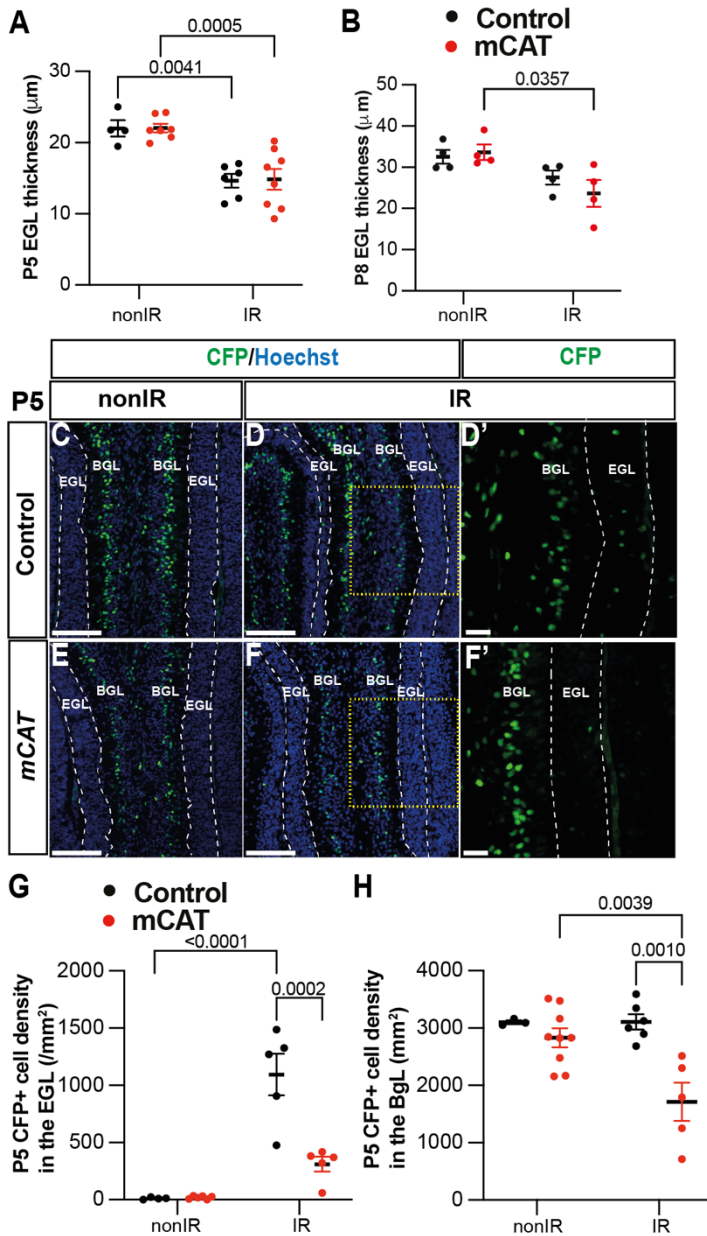 A
0.0005
0.0041
30
20
10
0
P5 EGL thickness (μm)
nonIR
IR
B
Control
mCAT
0.0357
50
40
30
20
10
0
P8 EGL thickness (μm)
nonIR
IR
CFP/Hoechst
CFP
P5
nonIR
IR
Control
C
BGL
BGL
EGL
EGL
D
BGL
BGL
EGL
EGL
D'
BGL
EGL
mCAT
E
BGL
BGL
EGL
EGL
F
BGL
BGL
EGL
EGL
F'
BGL
EGL
G
Control
mCAT
<0.0001
0.0002
2000
1500
1000
500
0
P5 CFP+ cell density
in the EGL (/mm²)
nonIR
IR
H
0.0039
0.0010
4000
3000
2000
1000
0
P5 CFP+ cell density
in the BgL (mm²)
nonIR
IR